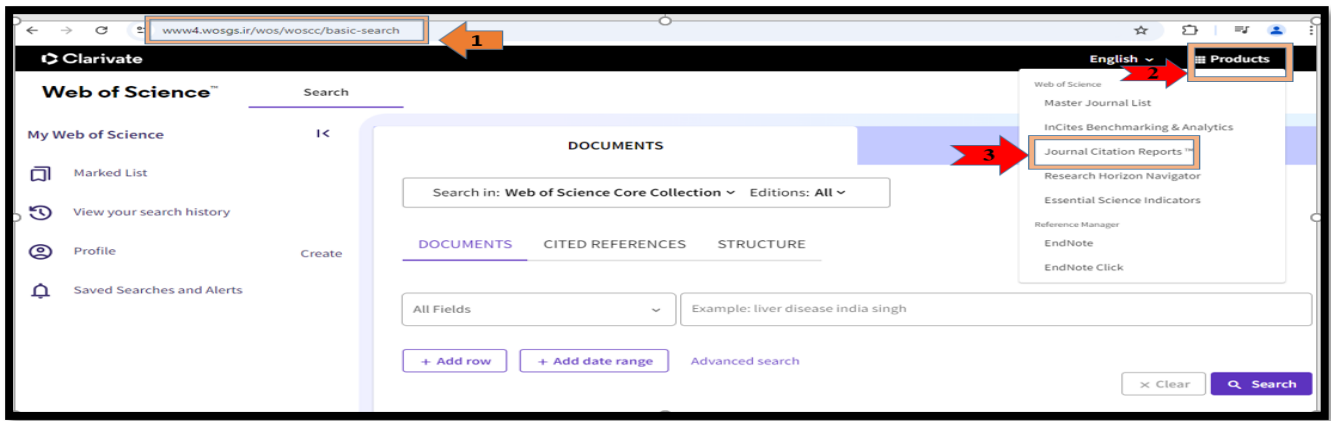 www4.wosgs.ir/wos/woscc/basic-search
1
Clarivate
English
Products
2
Web of Science™
Search
Web of Science
Master Journal List
InCites Benchmarking & Analytics
Journal Citation Reports ™
3
Research Horizon Navigator
Essential Science Indicators
Reference Manager
EndNote
EndNote Click
My Web of Science
Marked List
View your search history
Profile
Create
Saved Searches and Alerts
DOCUMENTS
Search in: Web of Science Core Collection Editions: All
DOCUMENTS CITED REFERENCES STRUCTURE
All Fields
Example: liver disease india singh
+ Add row
+ Add date range
Advanced search
× Clear
Search